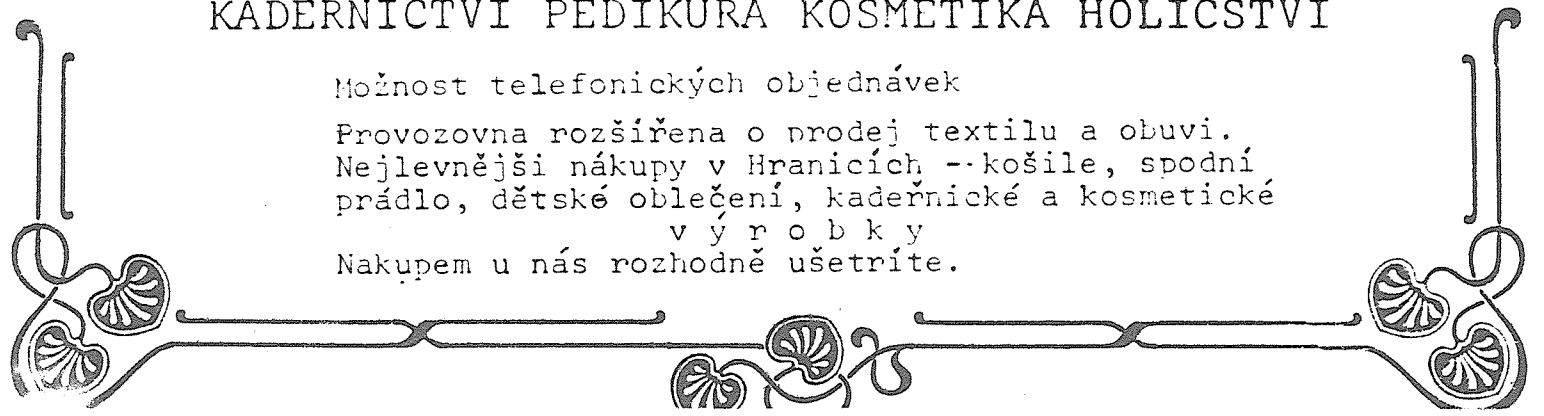 KADERNICTVI PEDIKURA KOSMETIKA HOLICSTVI
Možnost telefonických objednávek
Provozovna rozšířena o prodej textilu a obuvi.
Nejlevnějši nákupy v Hranicích -- košile, spodní
prádlo, dětské oblečení, kadeřnické a kosmetické
v ý r o b k y
Nakupem u nás rozhodně ušetríte.